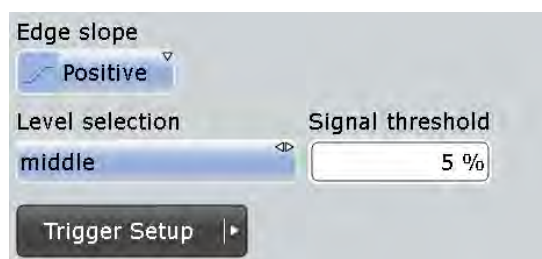 Edge slope
Positive
Level selection
Signal threshold
middle
5 %
Trigger Setup